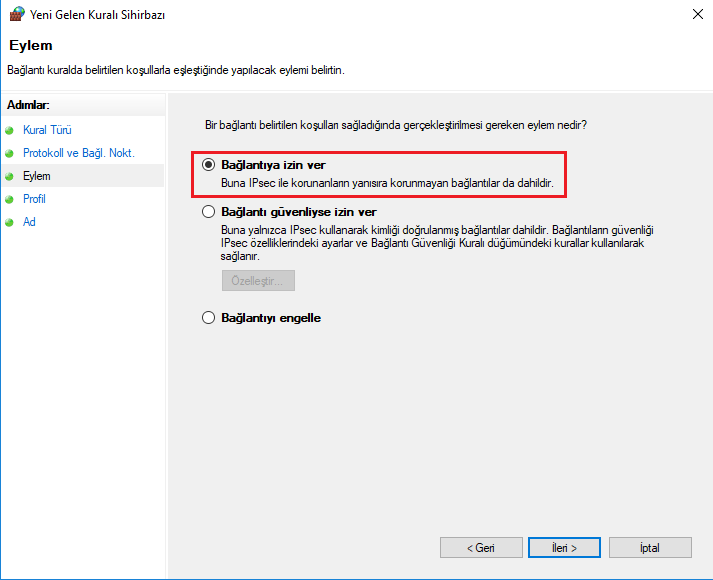 Yeni Gelen Kuralı Sihirbazı
Eylem
Bağlantı kuralda belirtilen koşullarla eşleştiğinde yapılacak eylemi belirtin.
Adımlar:
Kural Türü
Protokoll ve Bağl. Nokt.
Eylem
Profil
Ad
Bir bağlantı belirtilen koşulları sağladığında gerçekleştirilmesi gereken eylem nedir?
Bağlantıya izin ver
Buna IPsec ile korunanların yanısıra korunmayan bağlantılar da dahildir.
Bağlantı güvenliyse izin ver
Buna yalnızca IPsec kullanarak kimliği doğrulanmış bağlantılar dahildir. Bağlantıların güvenliği
IPsec özelliklerindeki ayarlar ve Bağlantı Güvenliği Kuralı düğümündeki kurallar kullanılarak
sağlanır.
Özelleştir...
Bağlantıyı engelle
< Geri
İleri >
İptal